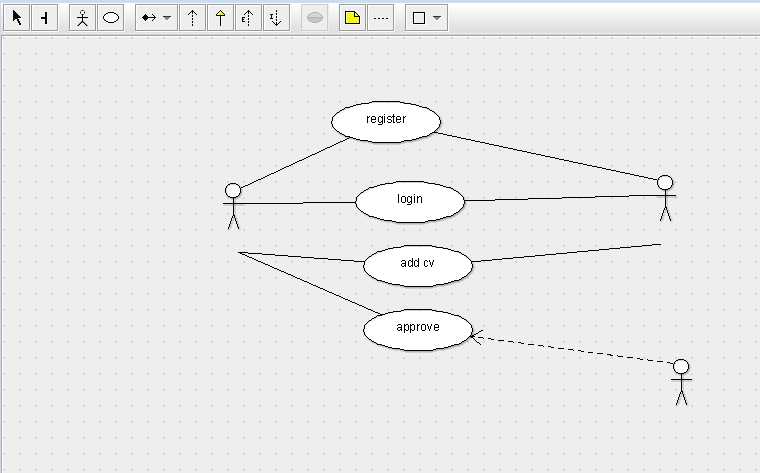 register
login
add cv
approve